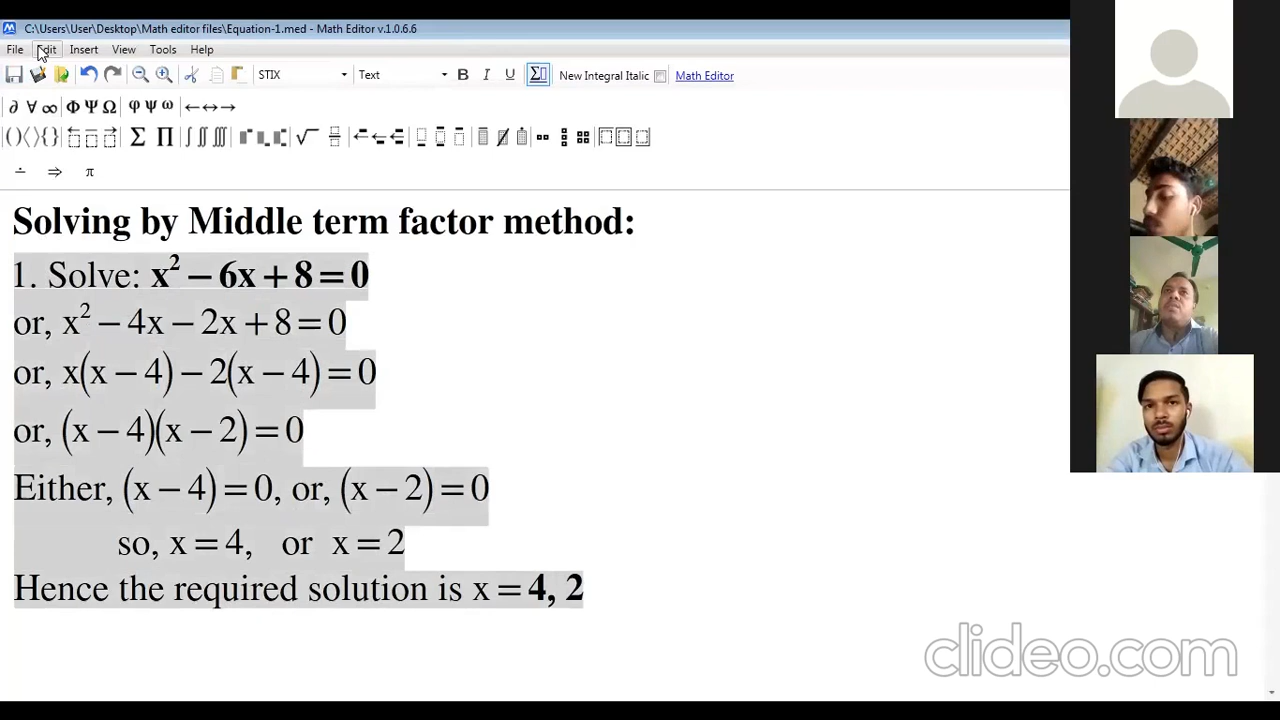 C:\Users\User\Desktop\Math editor files\Equation-1.med - Math Editor v.1.0.6.6
File Edit Insert View Tools Help
STIX Text B I U Σ New Integral Italic Math Editor
∂ ∀ ∞ Φ Ψ Ω φ ψ ω ←↔→
( ) ⟨ ⟩ { } Σ Π ∫ ∬ ∭ √
∸ ⇒ π
Solving by Middle term factor method:
1. Solve: x² − 6x + 8 = 0
or, x² − 4x − 2x + 8 = 0
or, x(x − 4) − 2(x − 4) = 0
or, (x − 4)(x − 2) = 0
Either, (x − 4) = 0, or, (x − 2) = 0
so, x = 4, or x = 2
Hence the required solution is x = 4, 2
clideo.com